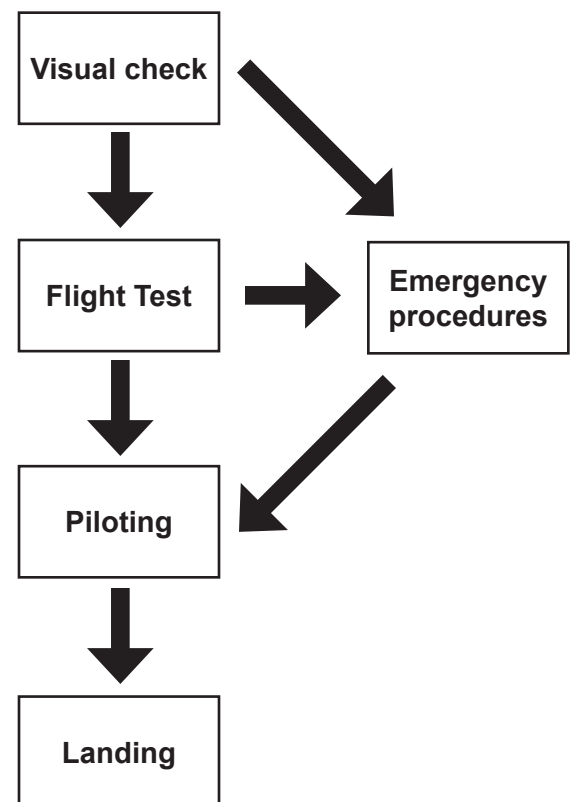 Visual check
Flight Test
Emergency
procedures
Piloting
Landing